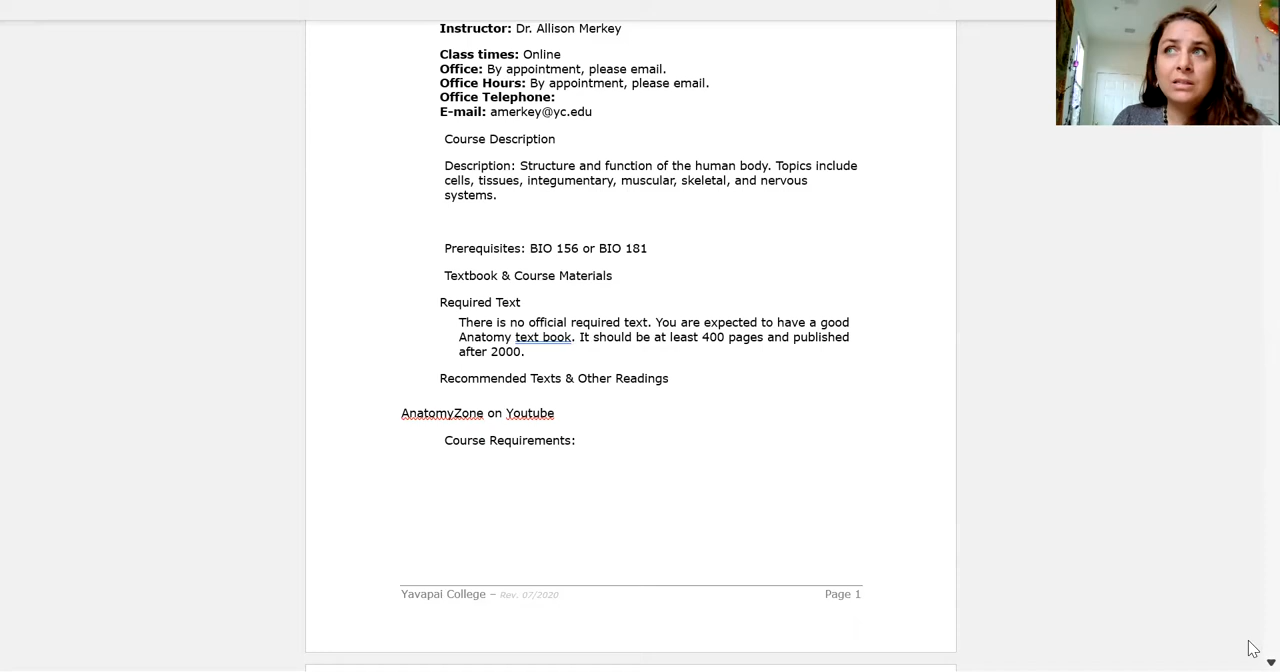 Instructor: Dr. Allison Merkey
Class times: Online
Office: By appointment, please email.
Office Hours: By appointment, please email.
Office Telephone:
E-mail: amerkey@yc.edu
Course Description
Description: Structure and function of the human body. Topics include
cells, tissues, integumentary, muscular, skeletal, and nervous
systems.
Prerequisites: BIO 156 or BIO 181
Textbook & Course Materials
Required Text
There is no official required text. You are expected to have a good
Anatomy text book. It should be at least 400 pages and published
after 2000.
Recommended Texts & Other Readings
AnatomyZone on Youtube
Course Requirements:
Yavapai College – Rev. 07/2020
Page 1